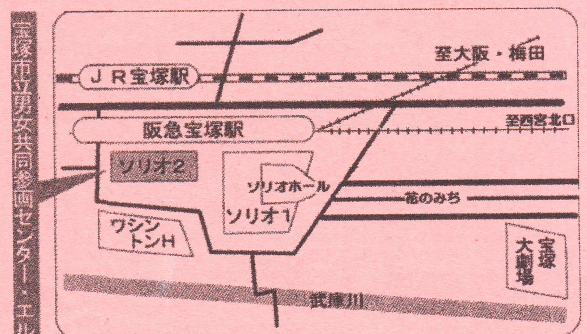 宝塚市立男女共同参画センター・エル
至大阪・梅田
JR宝塚駅
阪急宝塚駅
至西宮北口
ソリオ2
ソリオホール
ソリオ1
花のみち
ワシン
トンH
宝塚
大劇場
武庫川